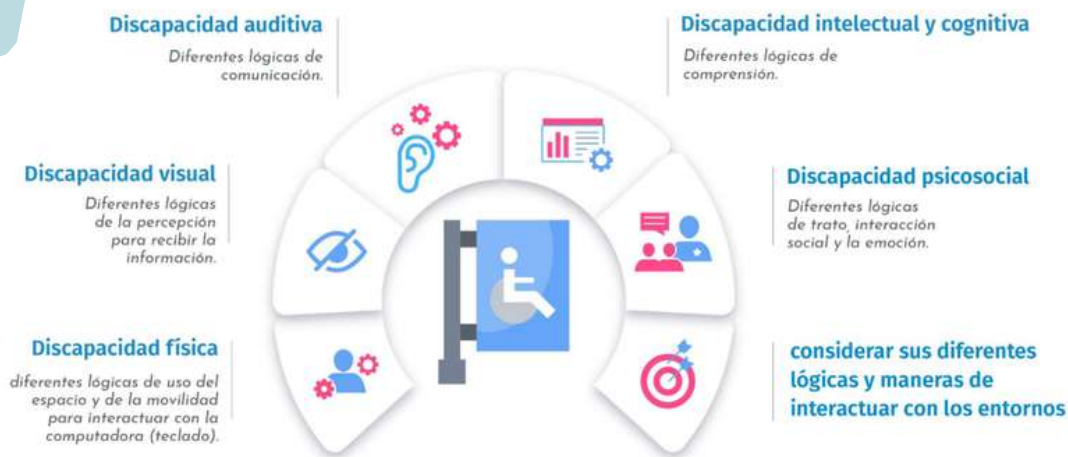 Discapacidad auditiva
Diferentes lógicas de
comunicación.
Discapacidad intelectual y cognitiva
Diferentes lógicas de
comprensión.
Discapacidad visual
Diferentes lógicas
de la percepción
para recibir la
información.
Discapacidad psicosocial
Diferentes lógicas
de trato, interacción
social y la emoción.
Discapacidad física
diferentes lógicas de uso del
espacio y de la movilidad
para interactuar con la
computadora (teclado).
considerar sus diferentes
lógicas y maneras de
interactuar con los entornos